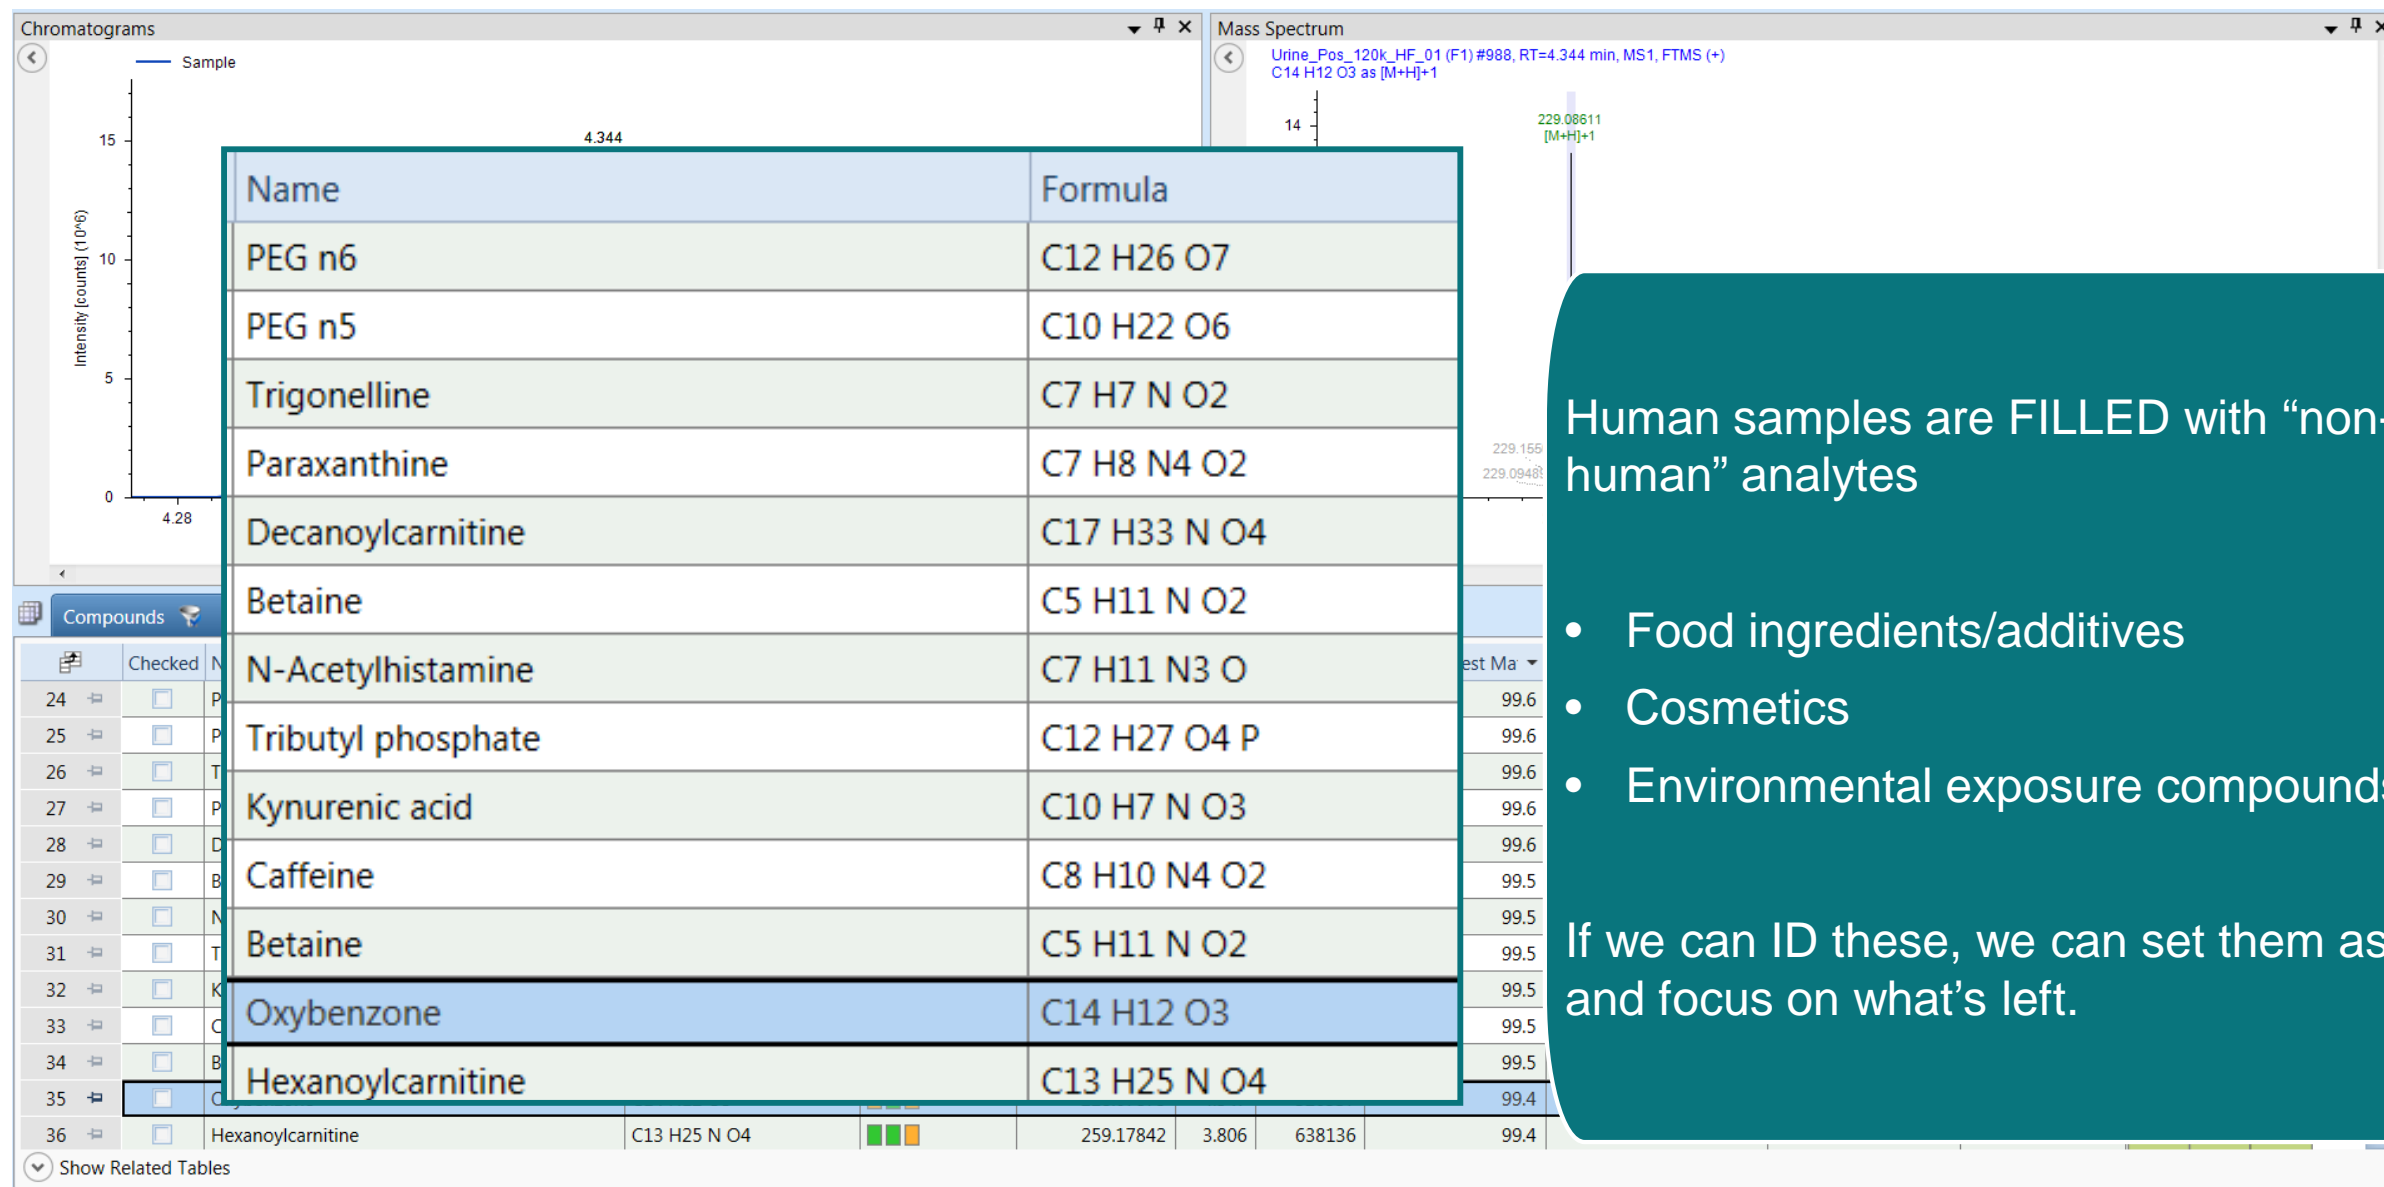 Chromatograms
Sample
4.344
15
10
5
0
Intensity [counts] (10^6)
4.28
Mass Spectrum
Urine_Pos_120k_HF_01 (F1) #988, RT=4.344 min, MS1, FTMS (+)
C14 H12 O3 as [M+H]+1
14
229.08611
[M+H]+1
Name Formula
PEG n6 C12 H26 O7
PEG n5 C10 H22 O6
Trigonelline C7 H7 N O2
Paraxanthine C7 H8 N4 O2
Decanoylcarnitine C17 H33 N O4
Betaine C5 H11 N O2
N-Acetylhistamine C7 H11 N3 O
Tributyl phosphate C12 H27 O4 P
Kynurenic acid C10 H7 N O3
Caffeine C8 H10 N4 O2
Betaine C5 H11 N O2
Oxybenzone C14 H12 O3
Hexanoylcarnitine C13 H25 N O4
Human samples are FILLED with “non-
human” analytes
• Food ingredients/additives
• Cosmetics
• Environmental exposure compounds
If we can ID these, we can set them as
and focus on what’s left.
Compounds
Checked N est Ma
24 P 99.6
25 P 99.6
26 T 99.6
27 P 99.6
28 D 99.6
29 B 99.5
30 N 99.5
31 T 99.5
32 K 99.5
33 C 99.5
34 B 99.5
35 99.4
36 Hexanoylcarnitine C13 H25 N O4 259.17842 3.806 638136 99.4
Show Related Tables